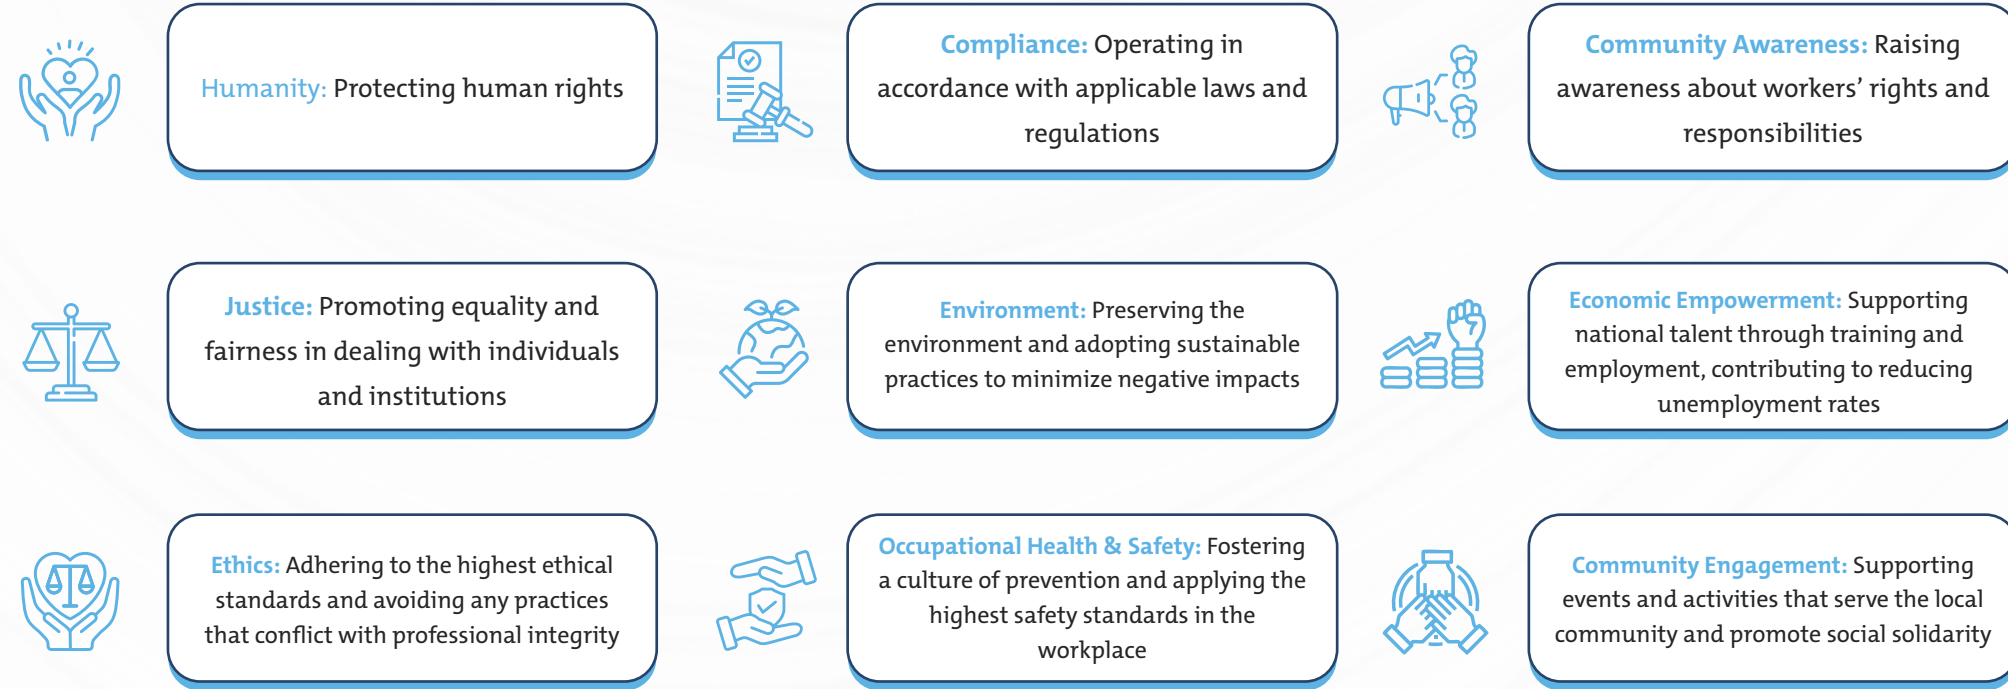 Humanity: Protecting human rights
Compliance: Operating in
accordance with applicable laws and
regulations
Community Awareness: Raising
awareness about workers’ rights and
responsibilities
Justice: Promoting equality and
fairness in dealing with individuals
and institutions
Environment: Preserving the
environment and adopting sustainable
practices to minimize negative impacts
Economic Empowerment: Supporting
national talent through training and
employment, contributing to reducing
unemployment rates
Ethics: Adhering to the highest ethical
standards and avoiding any practices
that conflict with professional integrity
Occupational Health & Safety: Fostering
a culture of prevention and applying the
highest safety standards in the
workplace
Community Engagement: Supporting
events and activities that serve the local
community and promote social solidarity